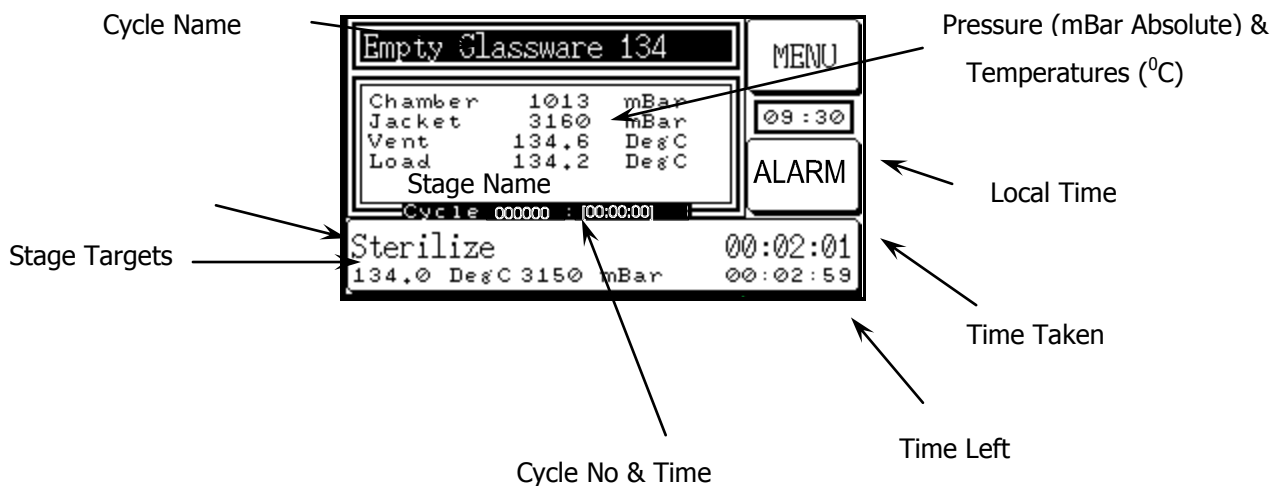 Cycle Name
Pressure (mBar Absolute) &
Temperatures (⁰C)
Empty Glassware 134
MENU
Chamber 1013 mBar
Jacket 3160 mBar
Vent 134.6 DegC
Load 134.2 DegC
09:30
ALARM
Stage Name
Local Time
Cycle 000000 : [00:00:00]
Sterilize 00:02:01
134.0 DegC 3150 mBar 00:02:59
Stage Targets
Time Taken
Time Left
Cycle No & Time